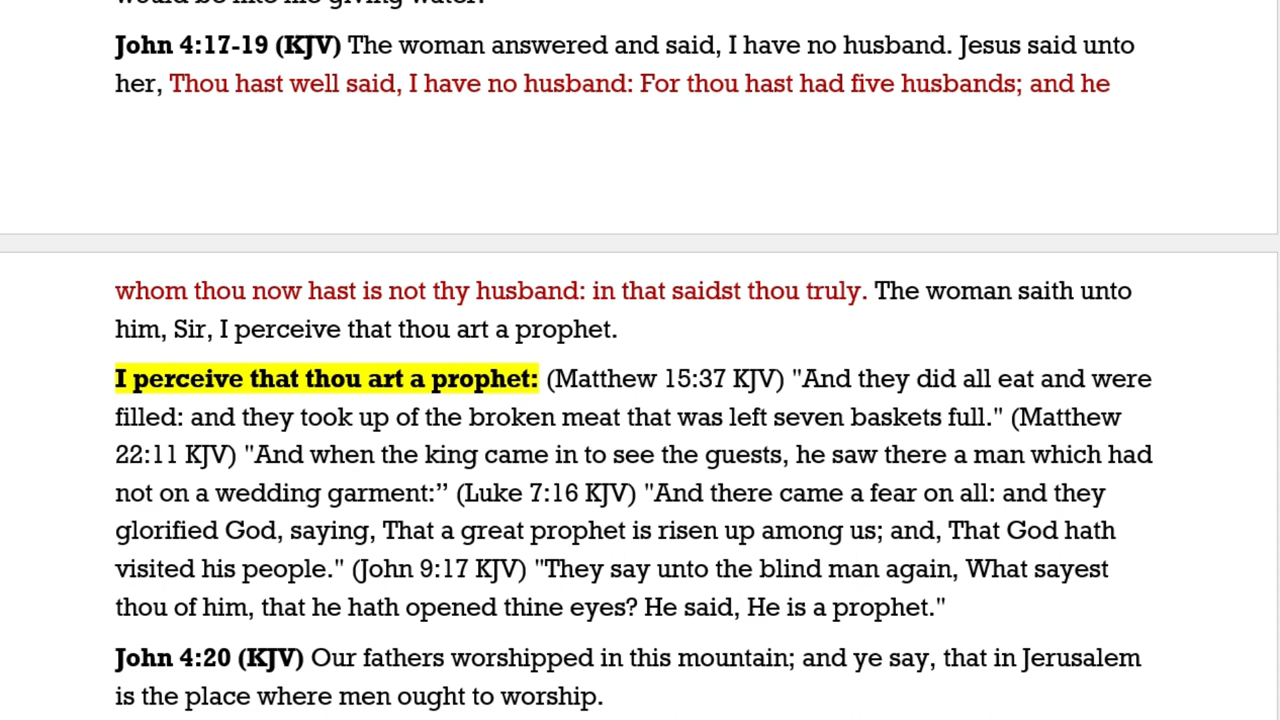 would be like me giving water.
John 4:17-19 (KJV) The woman answered and said, I have no husband. Jesus said unto
her, Thou hast well said, I have no husband: For thou hast had five husbands; and he
whom thou now hast is not thy husband: in that saidst thou truly. The woman saith unto
him, Sir, I perceive that thou art a prophet.
I perceive that thou art a prophet: (Matthew 15:37 KJV) "And they did all eat and were
filled: and they took up of the broken meat that was left seven baskets full." (Matthew
22:11 KJV) "And when the king came in to see the guests, he saw there a man which had
not on a wedding garment:” (Luke 7:16 KJV) "And there came a fear on all: and they
glorified God, saying, That a great prophet is risen up among us; and, That God hath
visited his people." (John 9:17 KJV) "They say unto the blind man again, What sayest
thou of him, that he hath opened thine eyes? He said, He is a prophet."
John 4:20 (KJV) Our fathers worshipped in this mountain; and ye say, that in Jerusalem
is the place where men ought to worship.